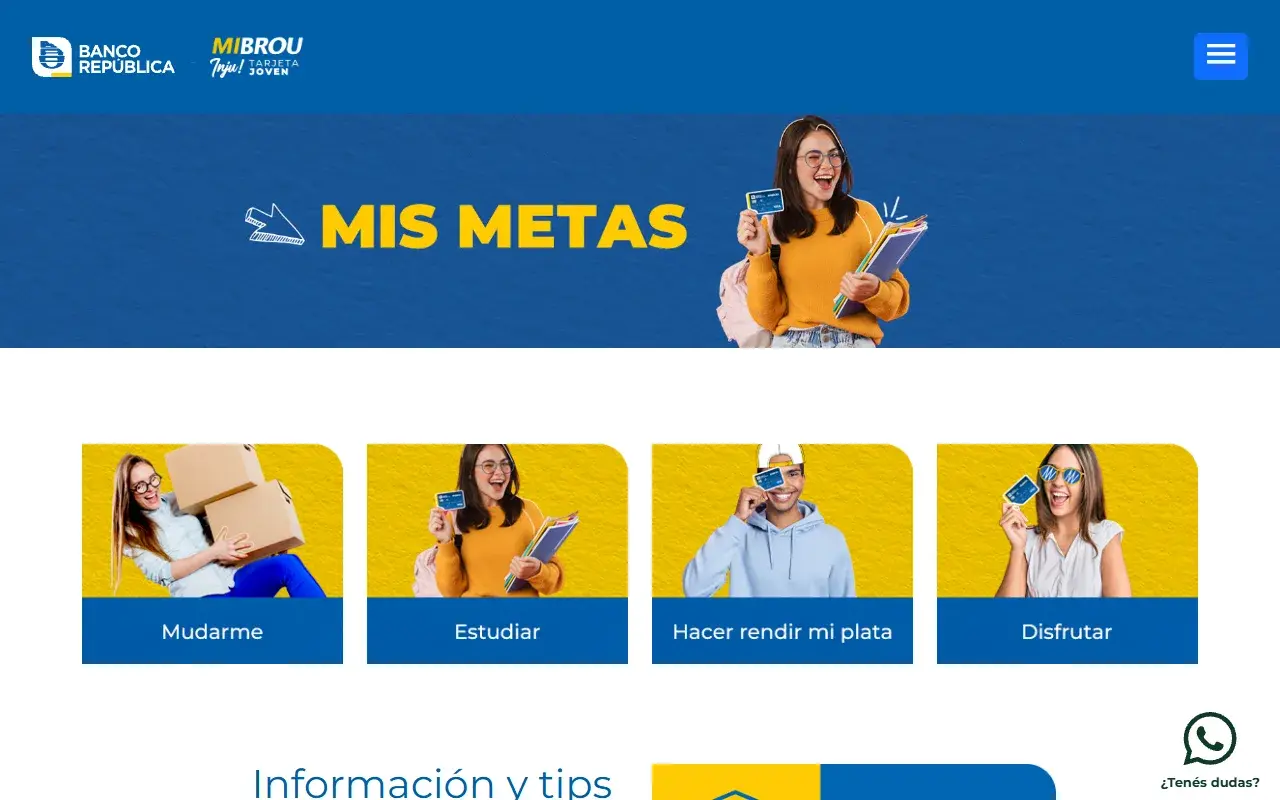 BANCO
REPÚBLICA
MIBROU
Inju! TARJETA
JOVEN
MIS METAS
Mudarme
Estudiar
Hacer rendir mi plata
Disfrutar
Información y tips
¿Tenés dudas?